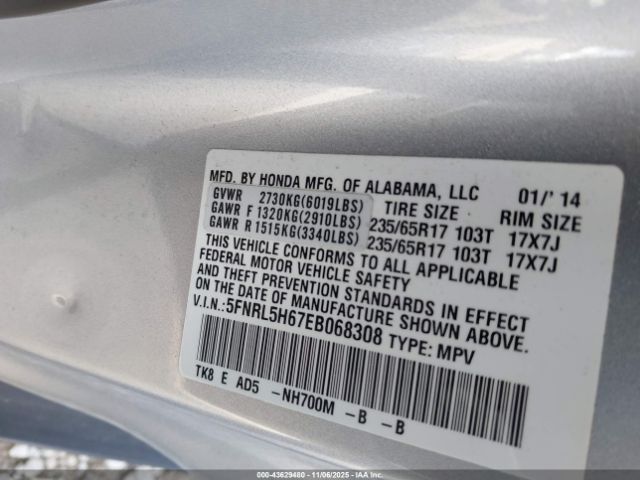 MFD. BY HONDA MFG. OF ALABAMA, LLC 01/' 14
GVWR 2730KG(6019LBS) TIRE SIZE RIM SIZE
GAWR F 1320KG(2910LBS) 235/65R17 103T 17X7J
GAWR R 1515KG(3340LBS) 235/65R17 103T 17X7J
THIS VEHICLE CONFORMS TO ALL APPLICABLE
FEDERAL MOTOR VEHICLE SAFETY
AND THEFT PREVENTION STANDARDS IN EFFECT
ON THE DATE OF MANUFACTURE SHOWN ABOVE.
V.I.N.:5FNRL5H67EB068308 TYPE: MPV
TK8 E AD5 -NH700M -B -B
000-43629480 - 11/06/2025 - IAAHQ